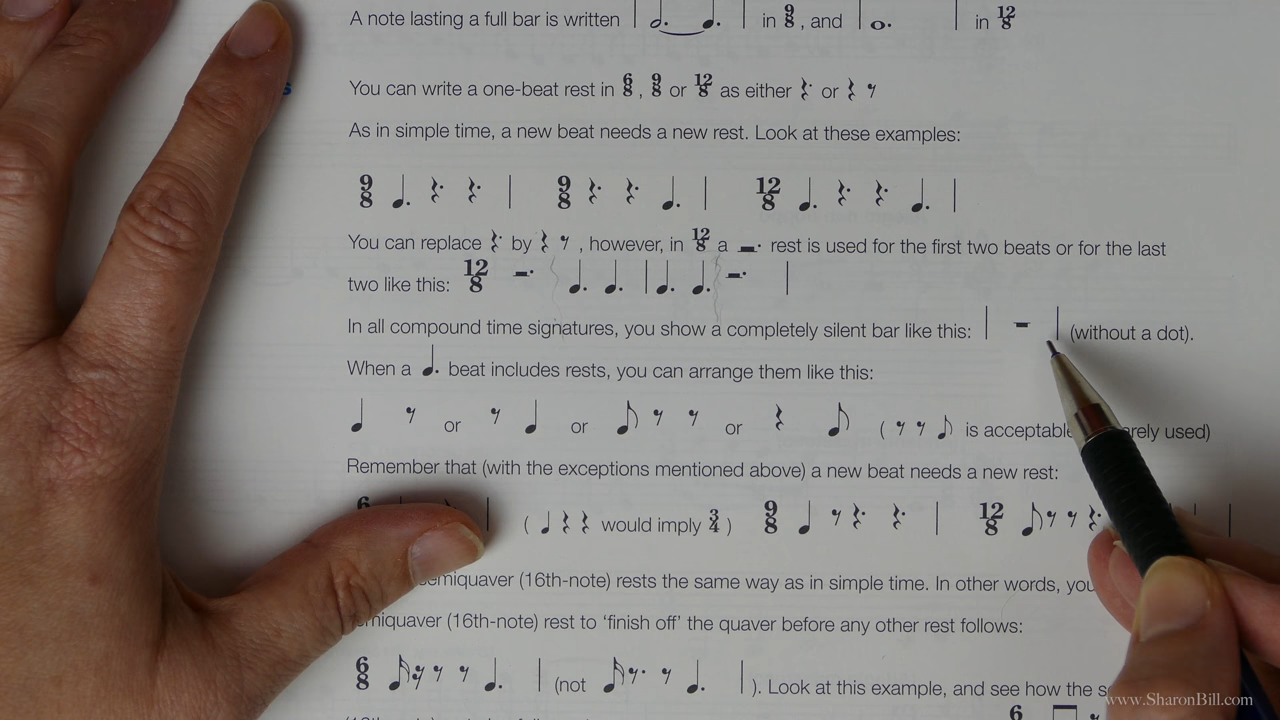 A note lasting a full bar is written in 9/8, and in 12/8
You can write a one-beat rest in 6/8, 9/8 or 12/8 as either or
As in simple time, a new beat needs a new rest. Look at these examples:
9/8 9/8 12/8
You can replace by , however, in 12/8 a rest is used for the first two beats or for the last
two like this: 12/8
In all compound time signatures, you show a completely silent bar like this: (without a dot).
When a beat includes rests, you can arrange them like this:
or or or ( is acceptable used)
Remember that (with the exceptions mentioned above) a new beat needs a new rest:
( would imply 3/4) 9/8 12/8
(16th-note) rests the same way as in simple time. In other words, you
(16th-note) rest to ‘finish off’ the quaver before any other rest follows:
6/8 (not ). Look at this example, and see how the
www.SharonBill.com
6